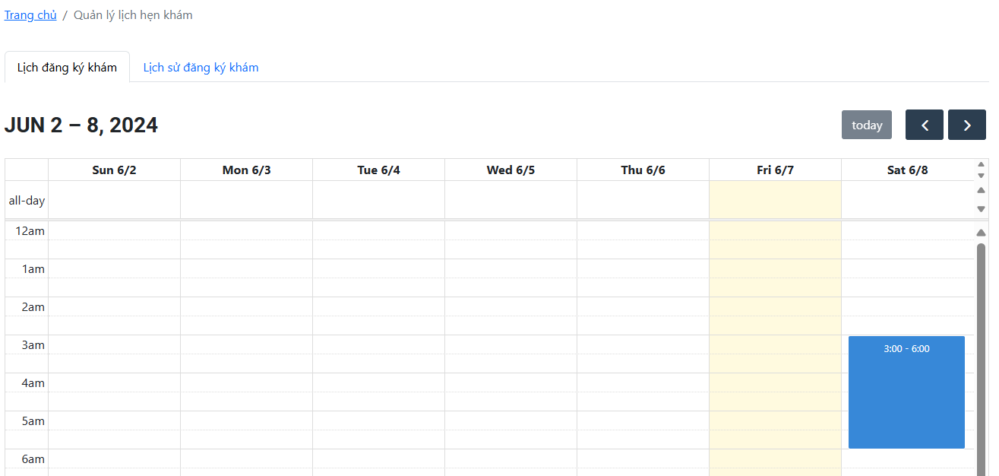 Trang chủ / Quản lý lịch hẹn khám
Lịch đăng ký khám Lịch sử đăng ký khám
JUN 2 – 8, 2024 today
Sun 6/2 Mon 6/3 Tue 6/4 Wed 6/5 Thu 6/6 Fri 6/7 Sat 6/8
all-day
12am
1am
2am
3am
3:00 - 6:00
4am
5am
6am